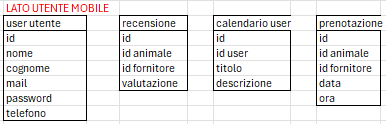 LATO UTENTE MOBILE
user utente
id
nome
cognome
mail
password
telefono
recensione
id
id animale
id fornitore
valutazione
calendario user
id
id user
titolo
descrizione
prenotazione
id
id animale
id fornitore
data
ora